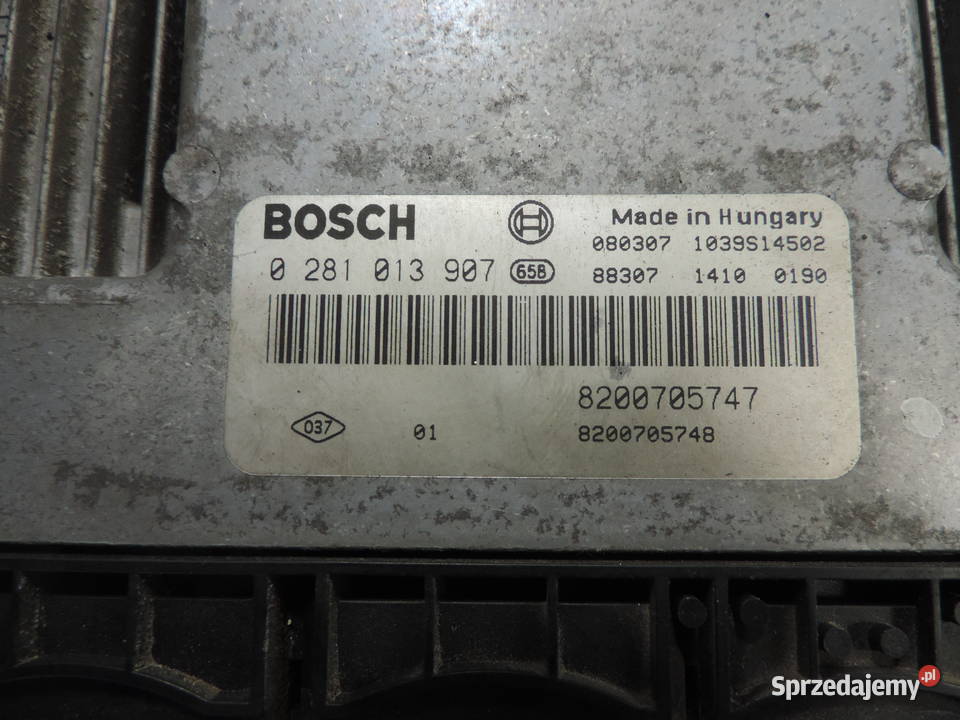 BOSCH
Made in Hungary
080307 1039S14502
0 281 013 907 65B
88307 1410 0190
8200705747
037 01
8200705748
Sprzedajemy.pl